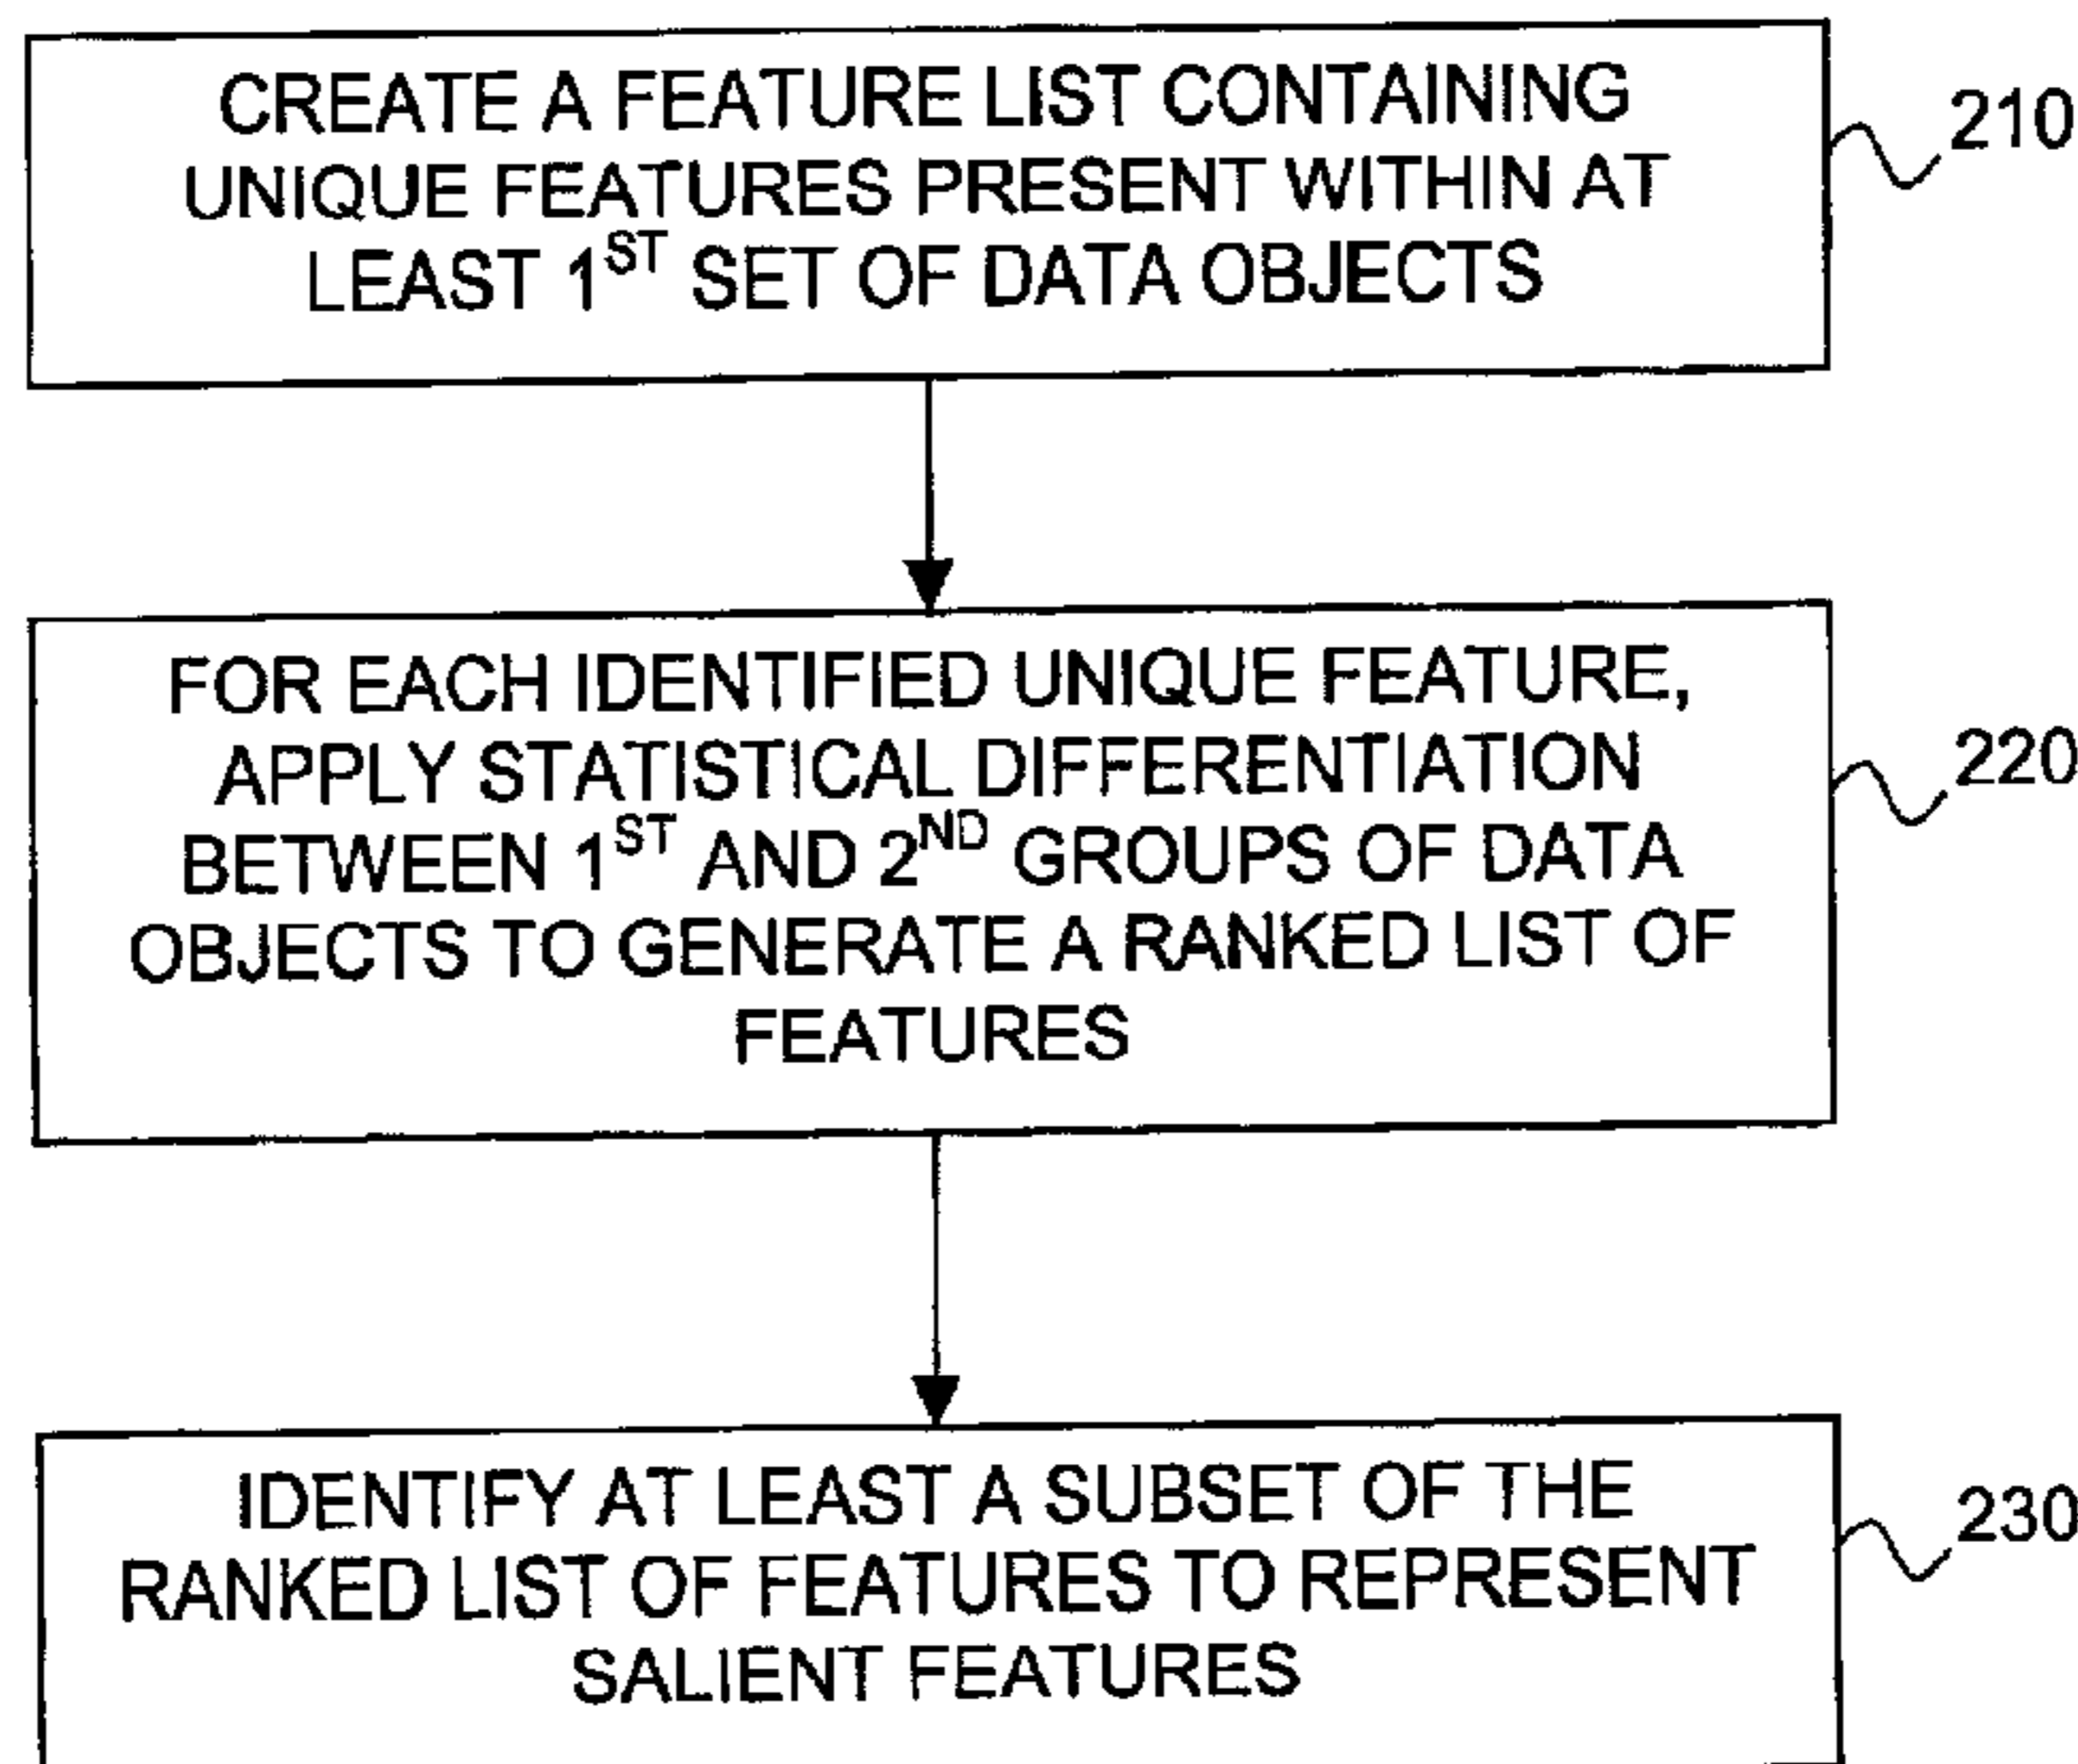 CREATE A FEATURE LIST CONTAINING
UNIQUE FEATURES PRESENT WITHIN AT
LEAST 1ST SET OF DATA OBJECTS
210
FOR EACH IDENTIFIED UNIQUE FEATURE,
APPLY STATISTICAL DIFFERENTIATION
BETWEEN 1ST AND 2ND GROUPS OF DATA
OBJECTS TO GENERATE A RANKED LIST OF
FEATURES
220
IDENTIFY AT LEAST A SUBSET OF THE
RANKED LIST OF FEATURES TO REPRESENT
SALIENT FEATURES
230